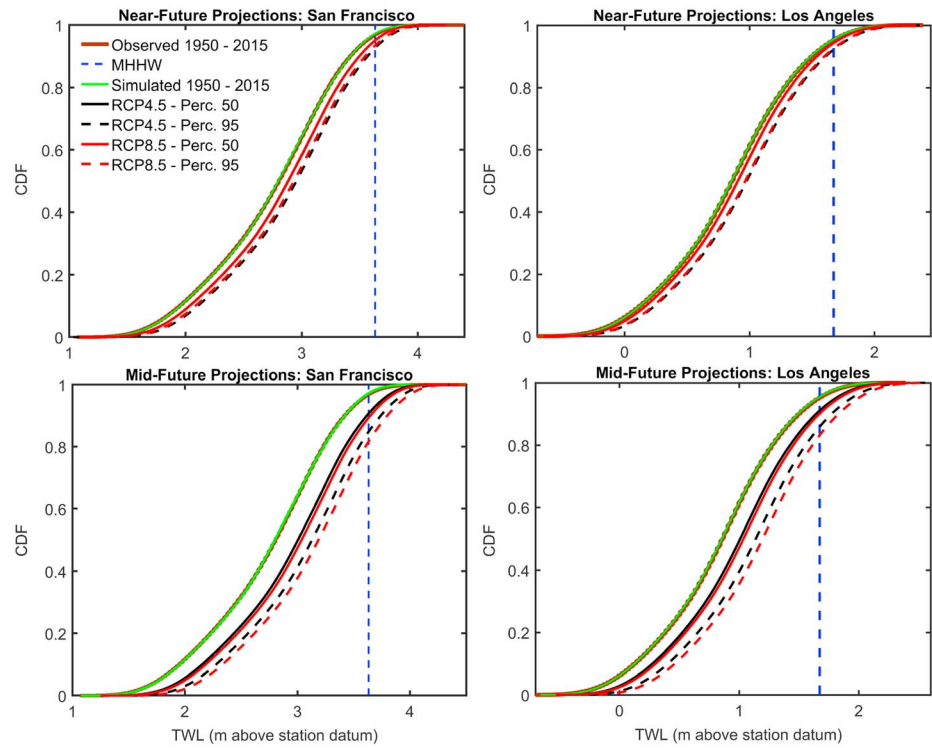 Near-Future Projections: San Francisco
1
0.8
0.6
0.4
0.2
0
CDF
Observed 1950 - 2015
MHHW
Simulated 1950 - 2015
RCP4.5 - Perc. 50
RCP4.5 - Perc. 95
RCP8.5 - Perc. 50
RCP8.5 - Perc. 95
1 2 3 4
Near-Future Projections: Los Angeles
1
0.8
0.6
0.4
0.2
0
CDF
0 1 2
Mid-Future Projections: San Francisco
1
0.8
0.6
0.4
0.2
0
CDF
1 2 3 4
TWL (m above station datum)
Mid-Future Projections: Los Angeles
1
0.8
0.6
0.4
0.2
0
CDF
0 1 2
TWL (m above station datum)